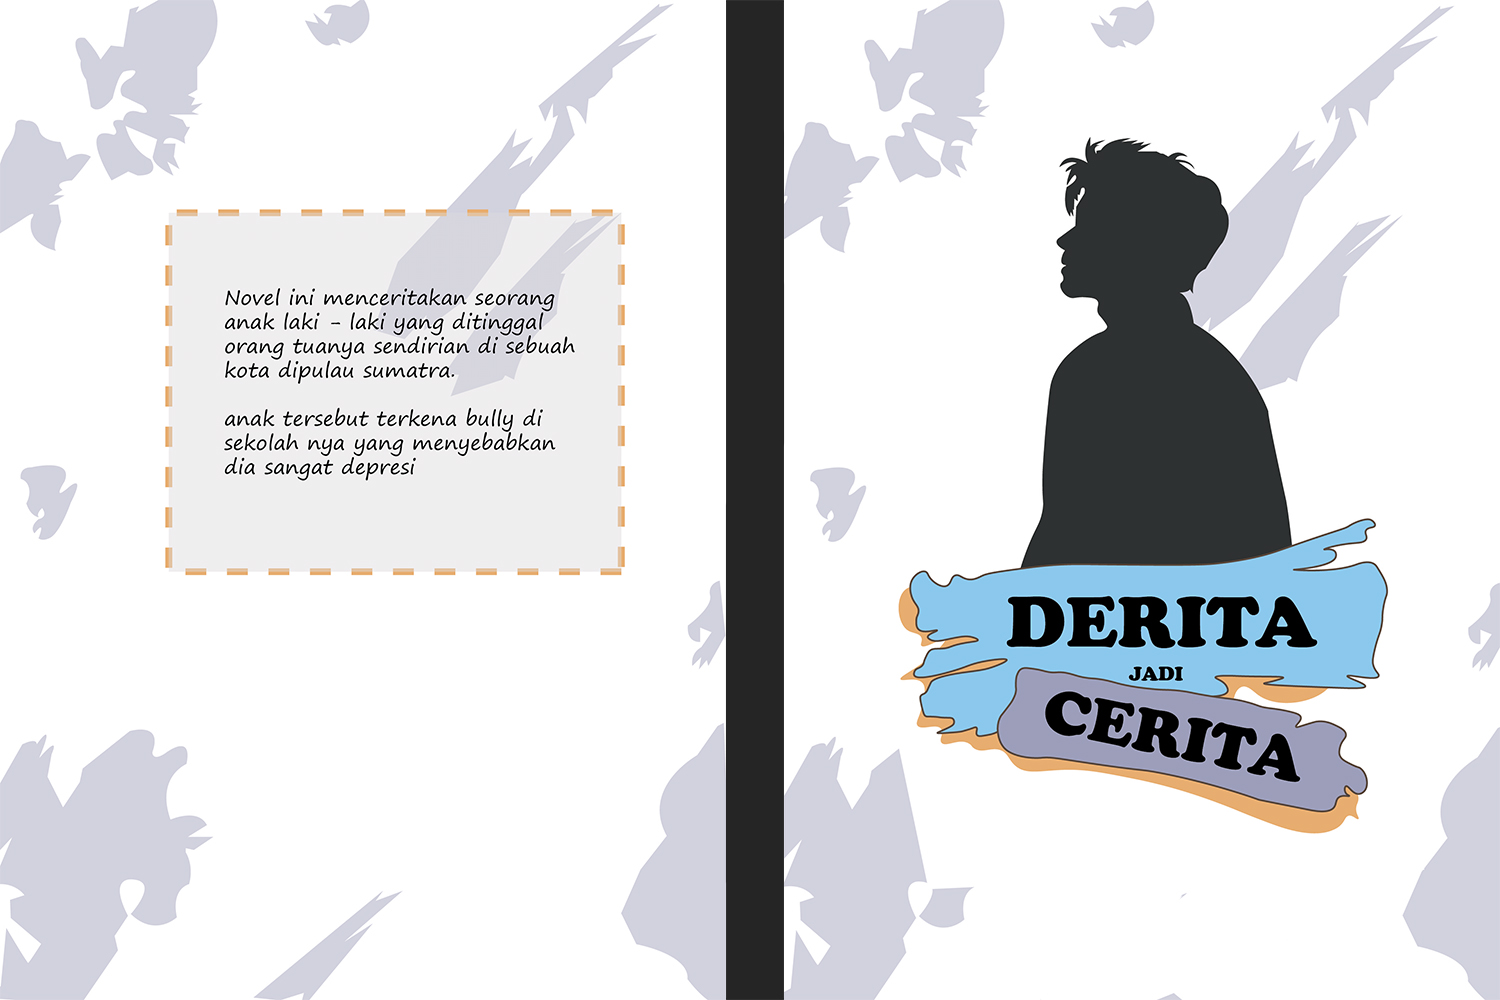 Novel ini menceritakan seorang
anak laki - laki yang ditinggal
orang tuanya sendirian di sebuah
kota dipulau sumatra.
anak tersebut terkena bully di
sekolah nya yang menyebabkan
dia sangat depresi
DERITA
JADI
CERITA